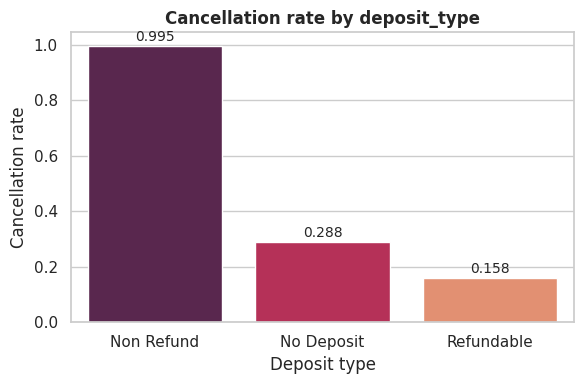 Cancellation rate by deposit_type
Cancellation rate
1.0
0.8
0.6
0.4
0.2
0.0
0.995
0.288
0.158
Non Refund
No Deposit
Refundable
Deposit type